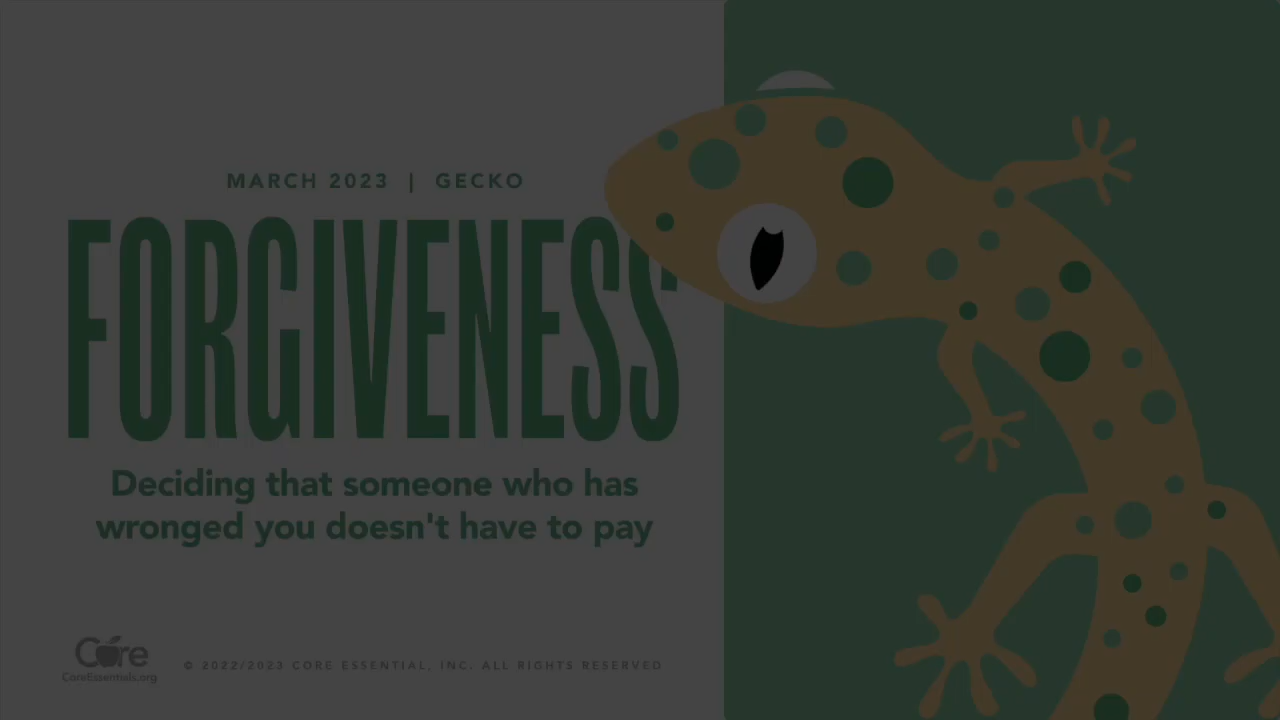 MARCH 2023 | GECKO
FORGIVENESS
Deciding that someone who has
wronged you doesn't have to pay
Core
CoreEssentials.org
© 2022/2023 CORE ESSENTIAL, INC. ALL RIGHTS RESERVED